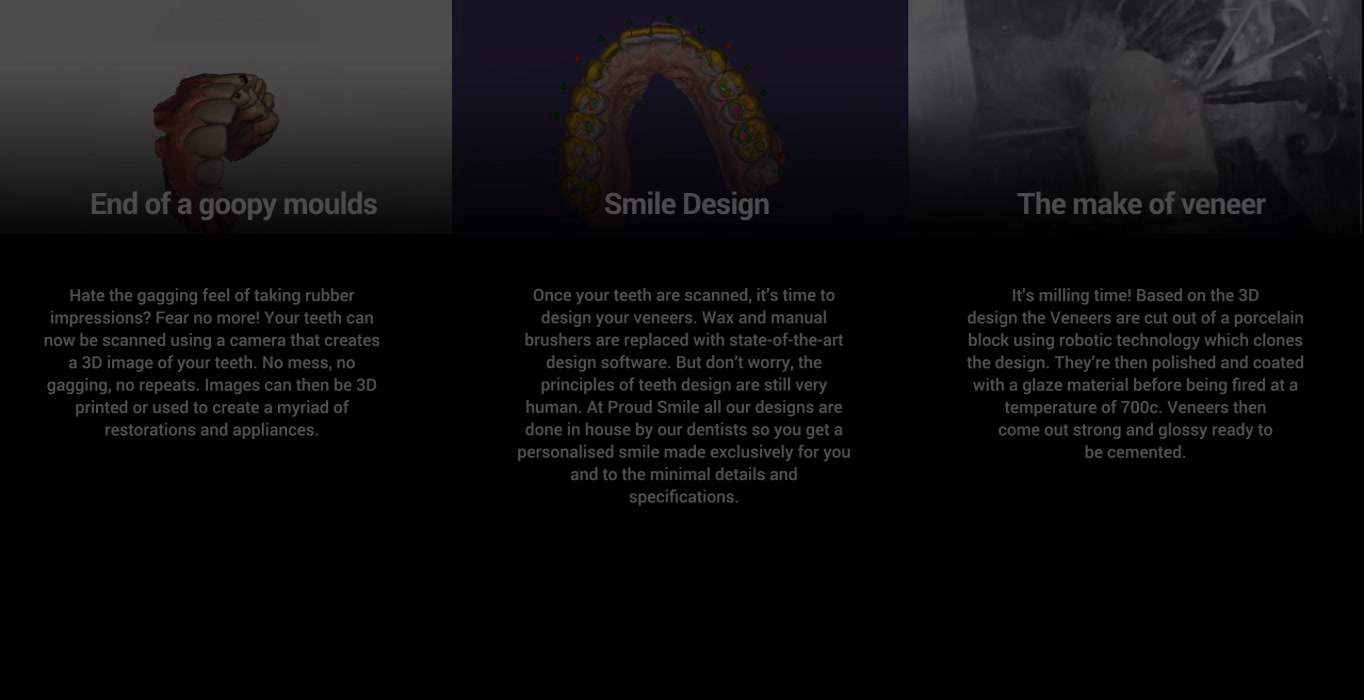 End of a goopy moulds
Hate the gagging feel of taking rubber
impressions? Fear no more! Your teeth can
now be scanned using a camera that creates
a 3D image of your teeth. No mess, no
gagging, no repeats. Images can then be 3D
printed or used to create a myriad of
restorations and appliances.
Smile Design
Once your teeth are scanned, it's time to
design your veneers. Wax and manual
brushers are replaced with state-of-the-art
design software. But don't worry, the
principles of teeth design are still very
human. At Proud Smile all our designs are
done in house by our dentists so you get a
personalised smile made exclusively for you
and to the minimal details and
specifications.
The make of veneer
It's milling time! Based on the 3D
design the Veneers are cut out of a porcelain
block using robotic technology which clones
the design. They're then polished and coated
with a glaze material before being fired at a
temperature of 700c. Veneers then
come out strong and glossy ready to
be cemented.